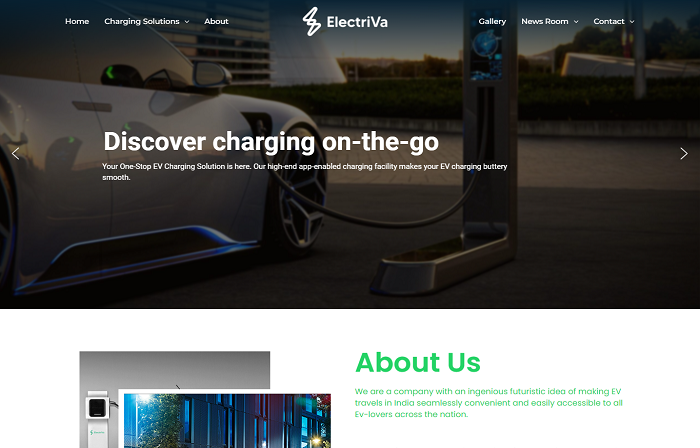 Home Charging Solutions About ElectriVa Gallery News Room Contact
Discover charging on-the-go
Your One-Stop EV Charging Solution is here. Our high-end app-enabled charging facility makes your EV charging buttery
smooth.
About Us
We are a company with an ingenious futuristic idea of making EV
travels in India seamlessly convenient and easily accessible to all
Ev-lovers across the nation.